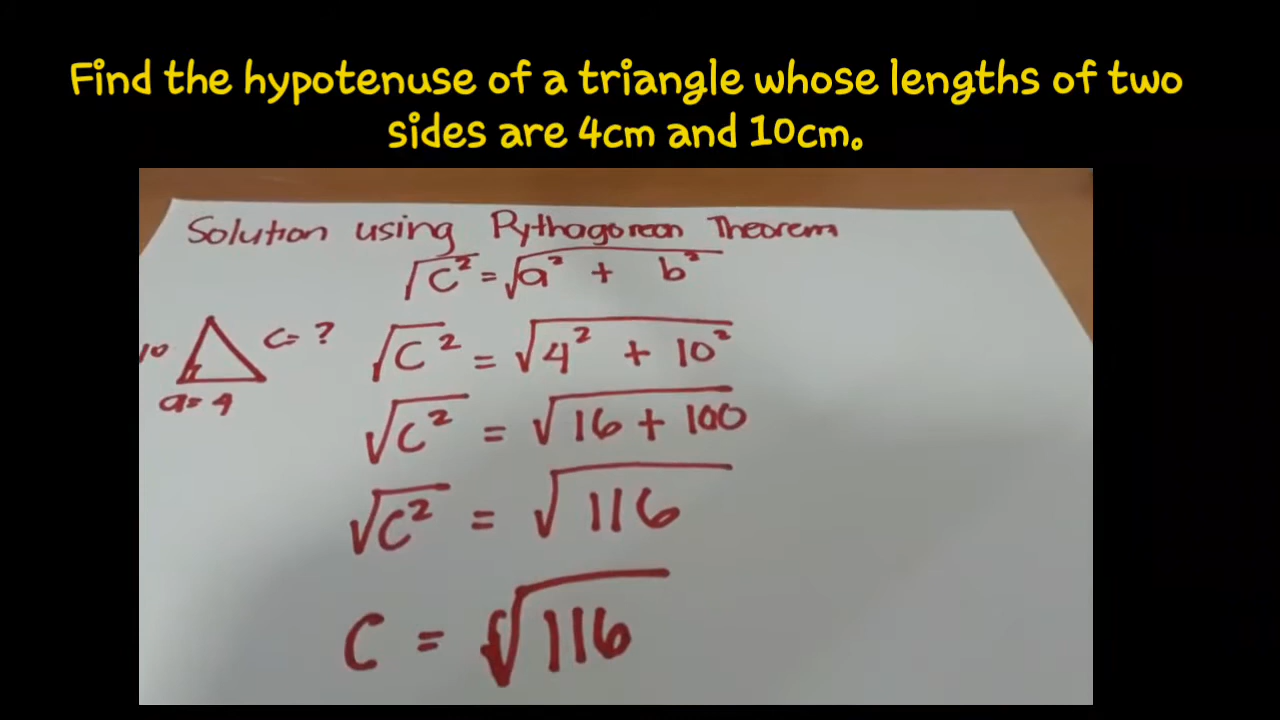 Find the hypotenuse of a triangle whose lengths of two
sides are 4cm and 10cm.
Solution using Pythagorean Theorem
√c² = √a² + b²
10
c = ?
a = 4
√c² = √4² + 10²
√c² = √16 + 100
√c² = √116
c = √116